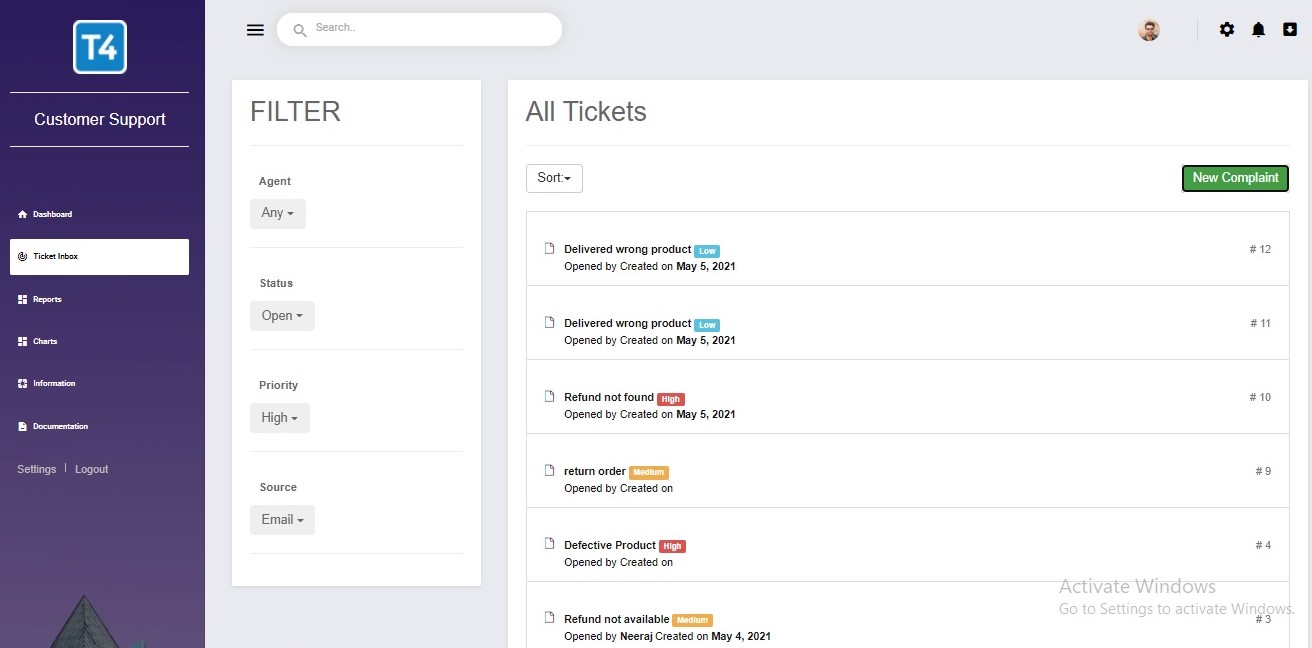 T4
Customer Support
Dashboard
Ticket Inbox
Reports
Charts
Information
Documentation
Settings | Logout
Search..
FILTER
Agent
Any
Status
Open
Priority
High
Source
Email
All Tickets
Sort:
New Complaint
Delivered wrong product Low # 12
Opened by Created on May 5, 2021
Delivered wrong product Low # 11
Opened by Created on May 5, 2021
Refund not found High # 10
Opened by Created on May 5, 2021
return order Medium # 9
Opened by Created on
Defective Product High # 4
Opened by Created on
Refund not available Medium # 3
Opened by Neeraj Created on May 4, 2021
Activate Windows
Go to Settings to activate Windows.